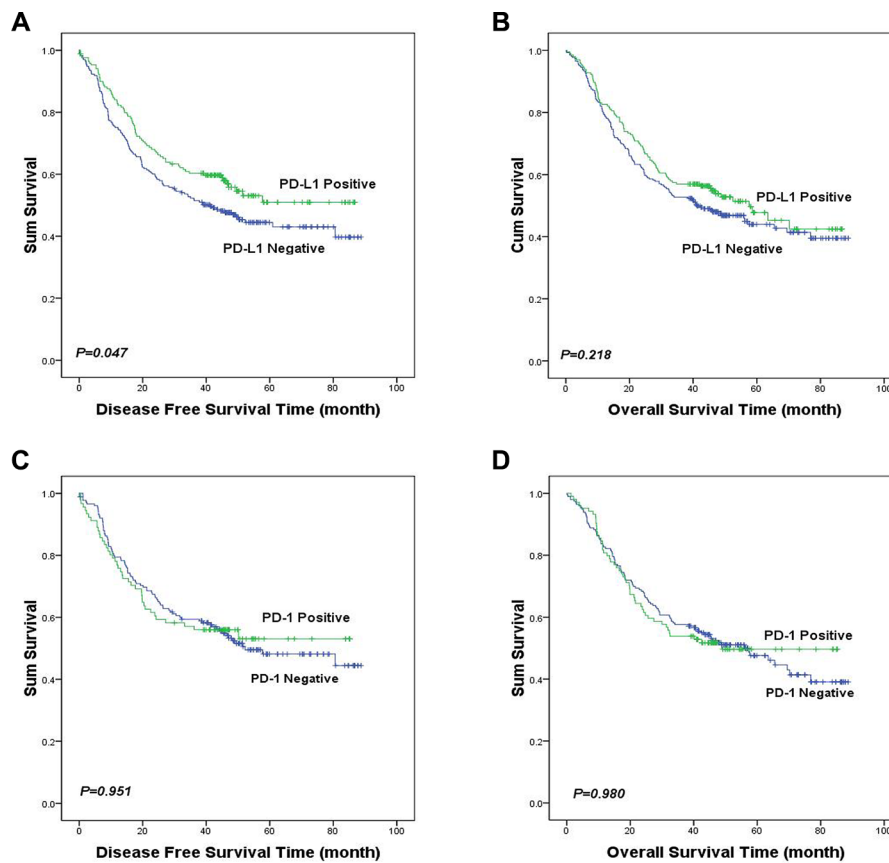 A
Sum Survival
1.0
0.8
0.6
0.4
0.2
0.0
PD-L1 Positive
PD-L1 Negative
P=0.047
0 20 40 60 80 100
Disease Free Survival Time (month)
B
Cum Survival
1.0
0.8
0.6
0.4
0.2
0.0
PD-L1 Positive
PD-L1 Negative
P=0.218
0 20 40 60 80 100
Overall Survival Time (month)
C
Sum Survival
1.0
0.8
0.6
0.4
0.2
0.0
PD-1 Positive
PD-1 Negative
P=0.951
0 20 40 60 80 100
Disease Free Survival Time (month)
D
Sum Survival
1.0
0.8
0.6
0.4
0.2
0.0
PD-1 Positive
PD-1 Negative
P=0.980
0 20 40 60 80 100
Overall Survival Time (month)